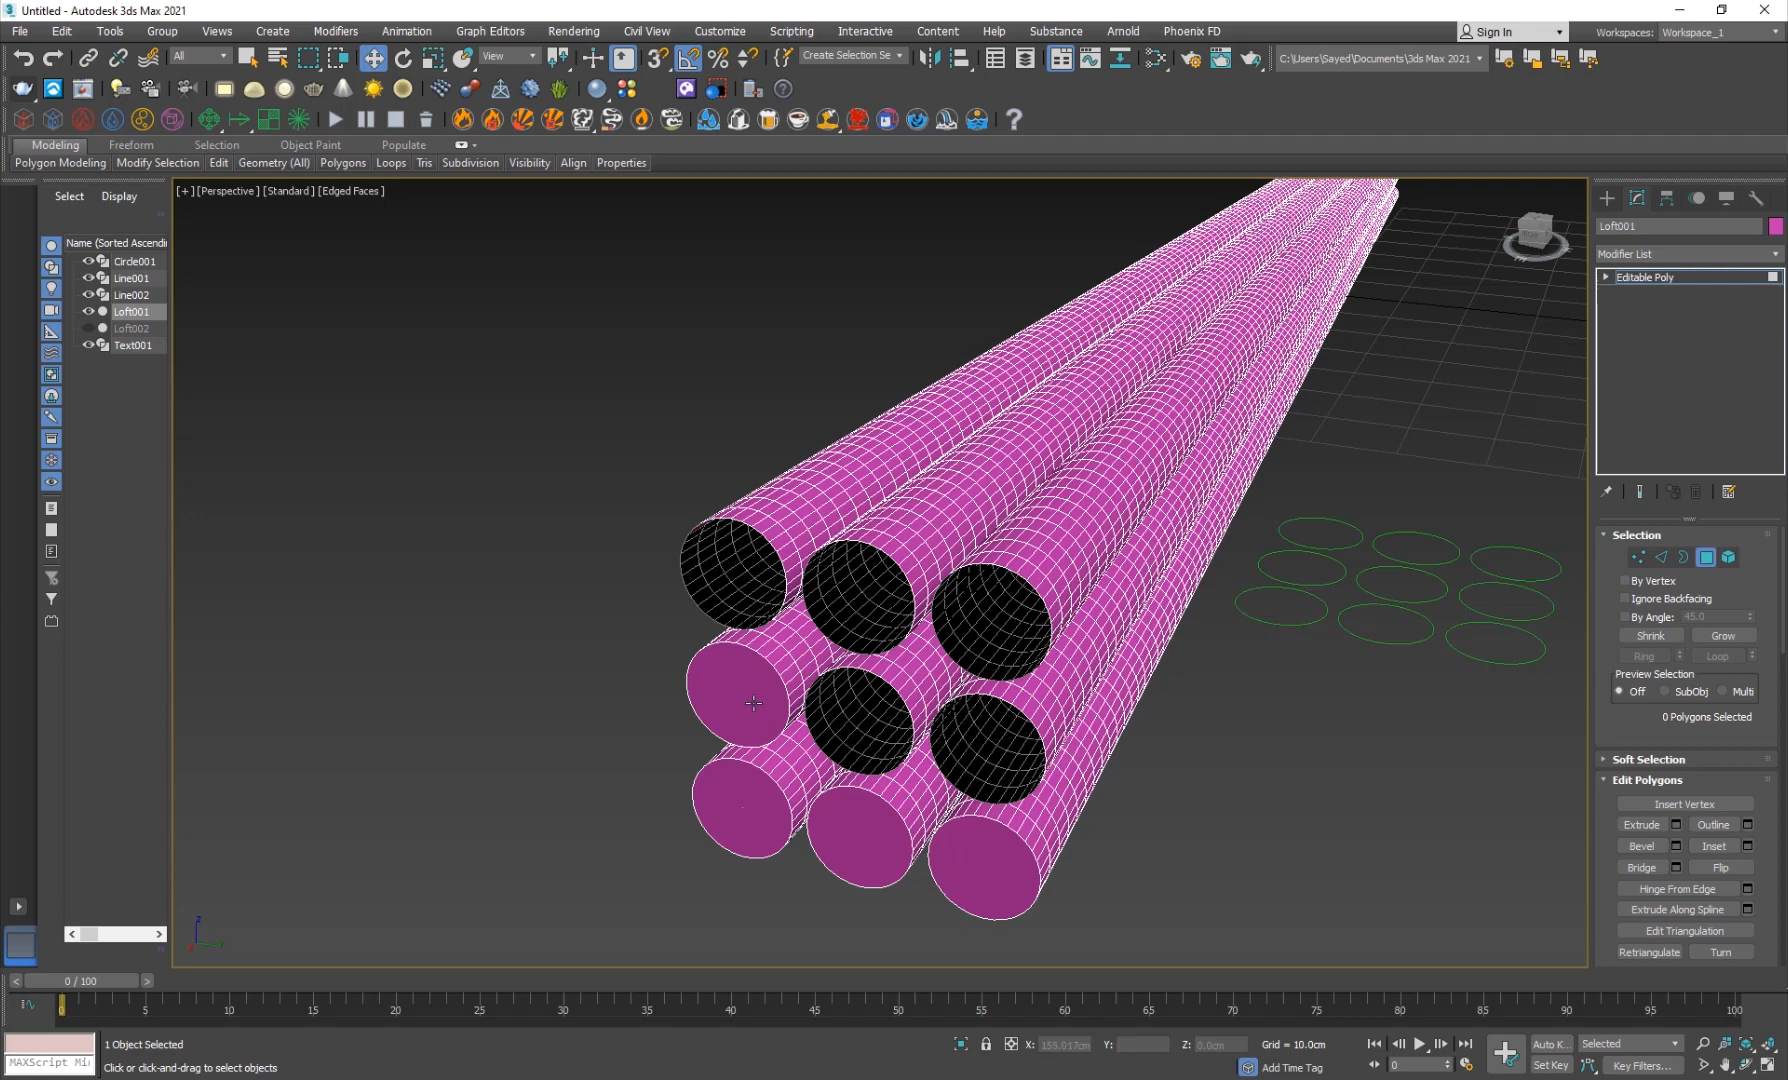 Untitled - Autodesk 3ds Max 2021
File Edit Tools Group Views Create Modifiers Animation Graph Editors Rendering Civil View Customize Scripting Interactive Content Help Substance Arnold Phoenix FD Sign In Workspaces: Workspace_1
All View Create Selection Se C:\Users\Sayed\Documents\3ds Max 2021
Modeling Freeform Selection Object Paint Populate
Polygon Modeling Modify Selection Edit Geometry (All) Polygons Loops Tris Subdivision Visibility Align Properties
Select Display
[+] [Perspective] [Standard] [Edged Faces]
Name (Sorted Ascendi
Circle001
Line001
Line002
Loft001
Loft002
Text001
Loft001
Modifier List
Editable Poly
Selection
By Vertex
Ignore Backfacing
By Angle: 45.0
Shrink Grow
Ring Loop
Preview Selection
Off SubObj Multi
0 Polygons Selected
Soft Selection
Edit Polygons
Insert Vertex
Extrude Outline
Bevel Inset
Bridge Flip
Hinge From Edge
Extrude Along Spline
Edit Triangulation
Retriangulate Turn
< 0 / 100 >
0 5 10 15 20 25 30 35 40 45 50 55 60 65 70 75 80 85 90 95 100
1 Object Selected X: 155.017cm Y: Z: 0.0cm Grid = 10.0cm Auto K... Selected
MAXScript Mi Click or click-and-drag to select objects Add Time Tag 0 Set Key Key Filters...